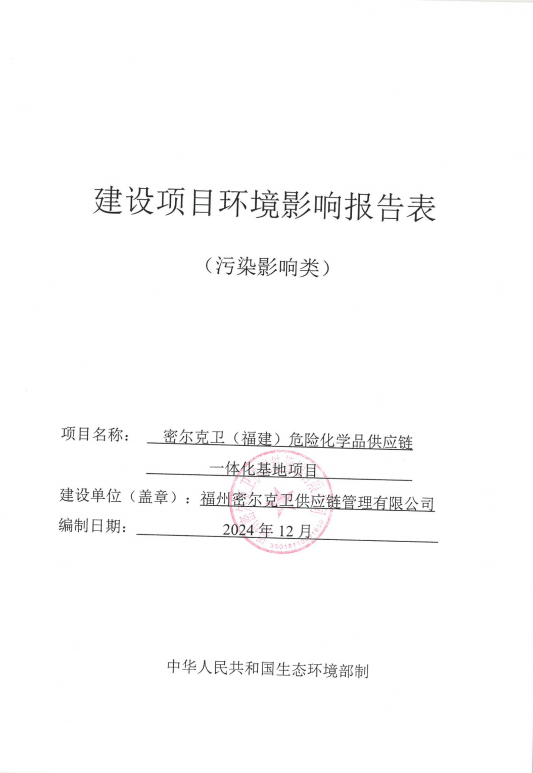 建设项目环境影响报告表
（污染影响类）
项目名称： 密尔克卫（福建）危险化学品供应链
一体化基地项目
建设单位（盖章）：福州密尔克卫供应链管理有限公司
编制日期： 2024年12月
中华人民共和国生态环境部制